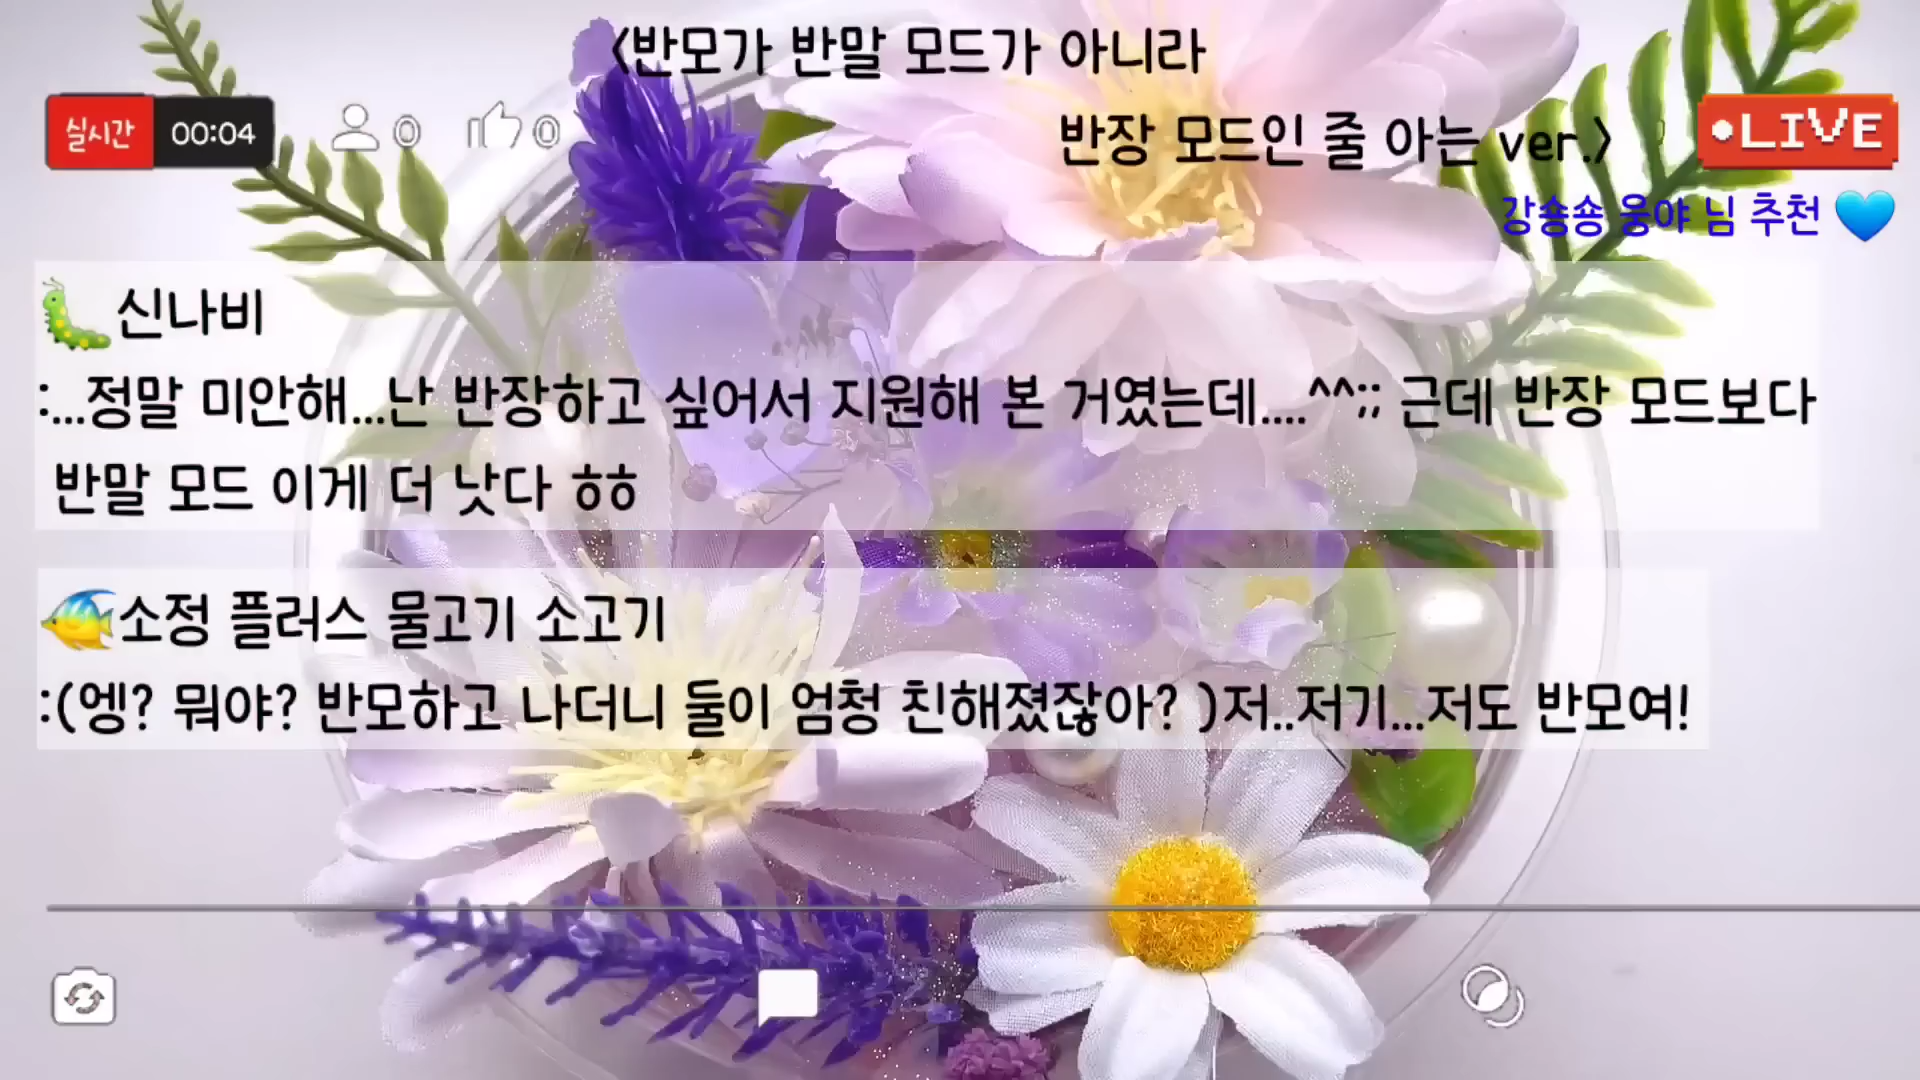 〈반모가 반말 모드가 아니라
반장 모드인 줄 아는 ver.〉
실시간 00:04 0 0
•LIVE
강숑숑 웅야 님 추천
신나비
:...정말 미안해...난 반장하고 싶어서 지원해 본 거였는데....^^;; 근데 반장 모드보다
반말 모드 이게 더 낫다 ㅎㅎ
소정 플러스 물고기 소고기
:(엥? 뭐야? 반모하고 나더니 둘이 엄청 친해졌잖아? )저..저기...저도 반모여!